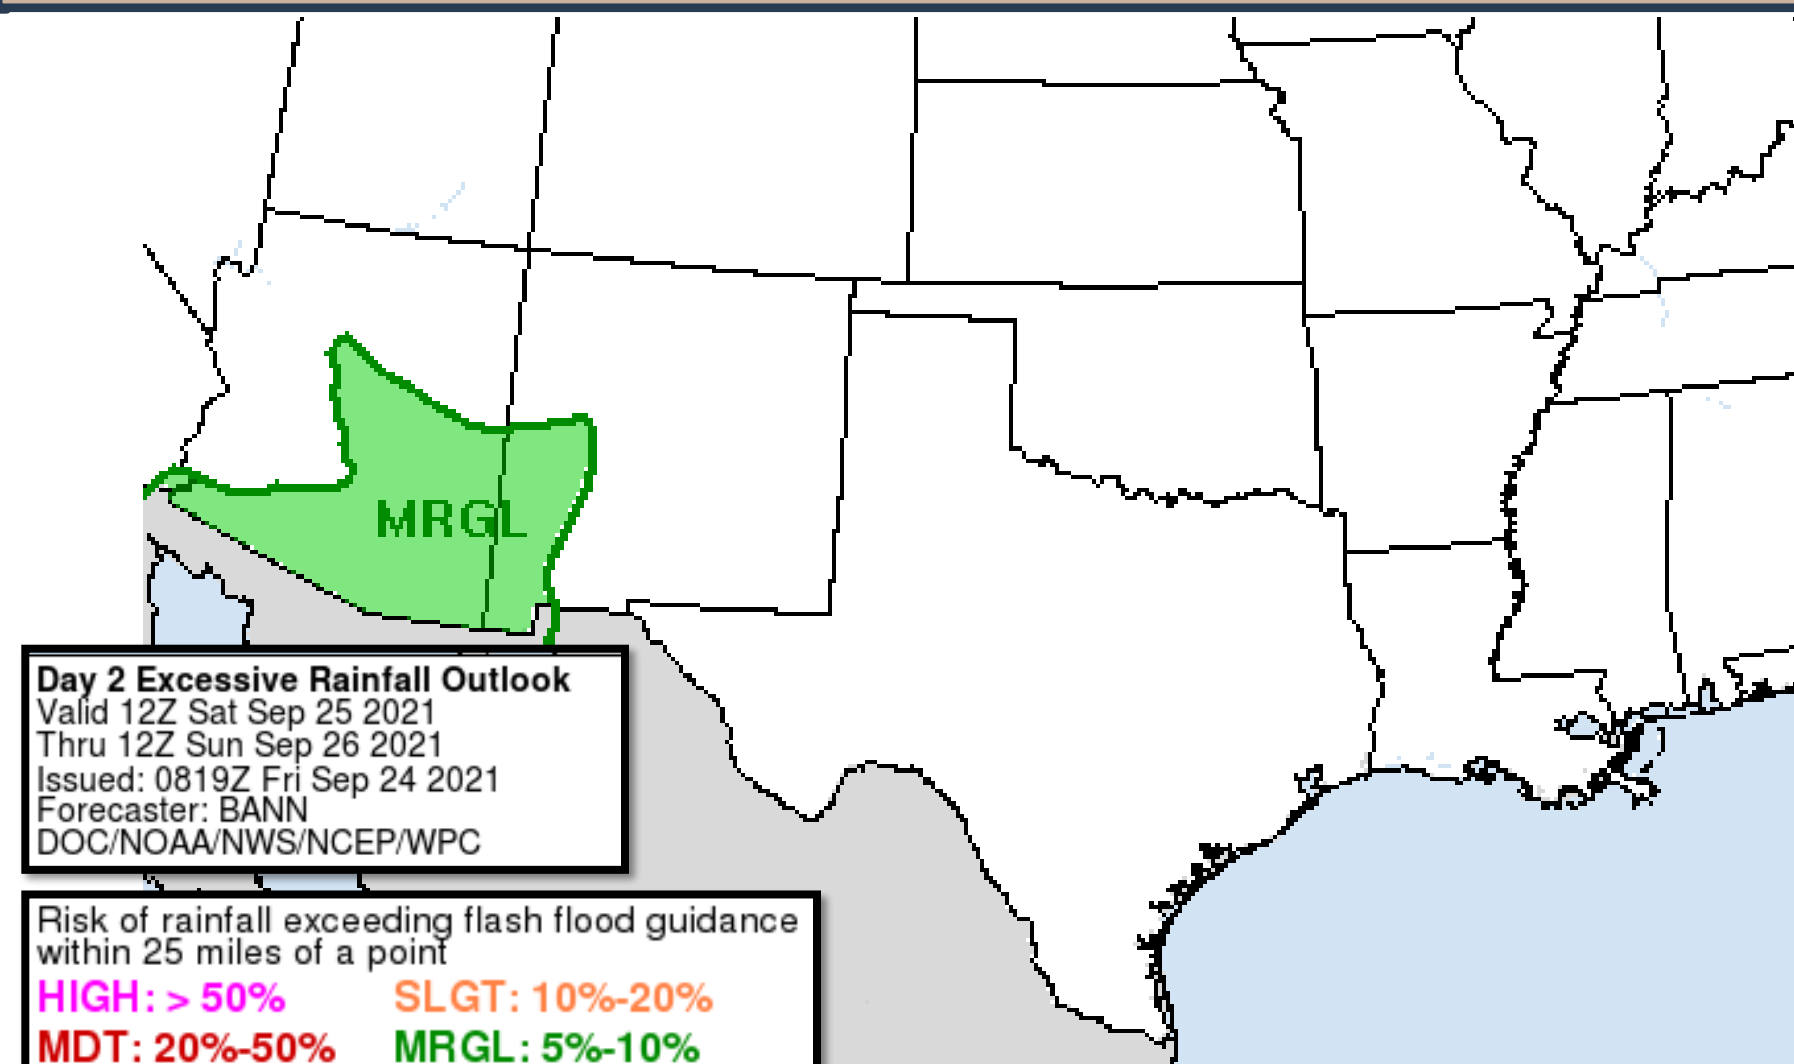 MRGL
Day 2 Excessive Rainfall Outlook
Valid 12Z Sat Sep 25 2021
Thru 12Z Sun Sep 26 2021
Issued: 0819Z Fri Sep 24 2021
Forecaster: BANN
DOC/NOAA/NWS/NCEP/WPC
Risk of rainfall exceeding flash flood guidance
within 25 miles of a point
HIGH: > 50% SLGT: 10%-20%
MDT: 20%-50% MRGL: 5%-10%